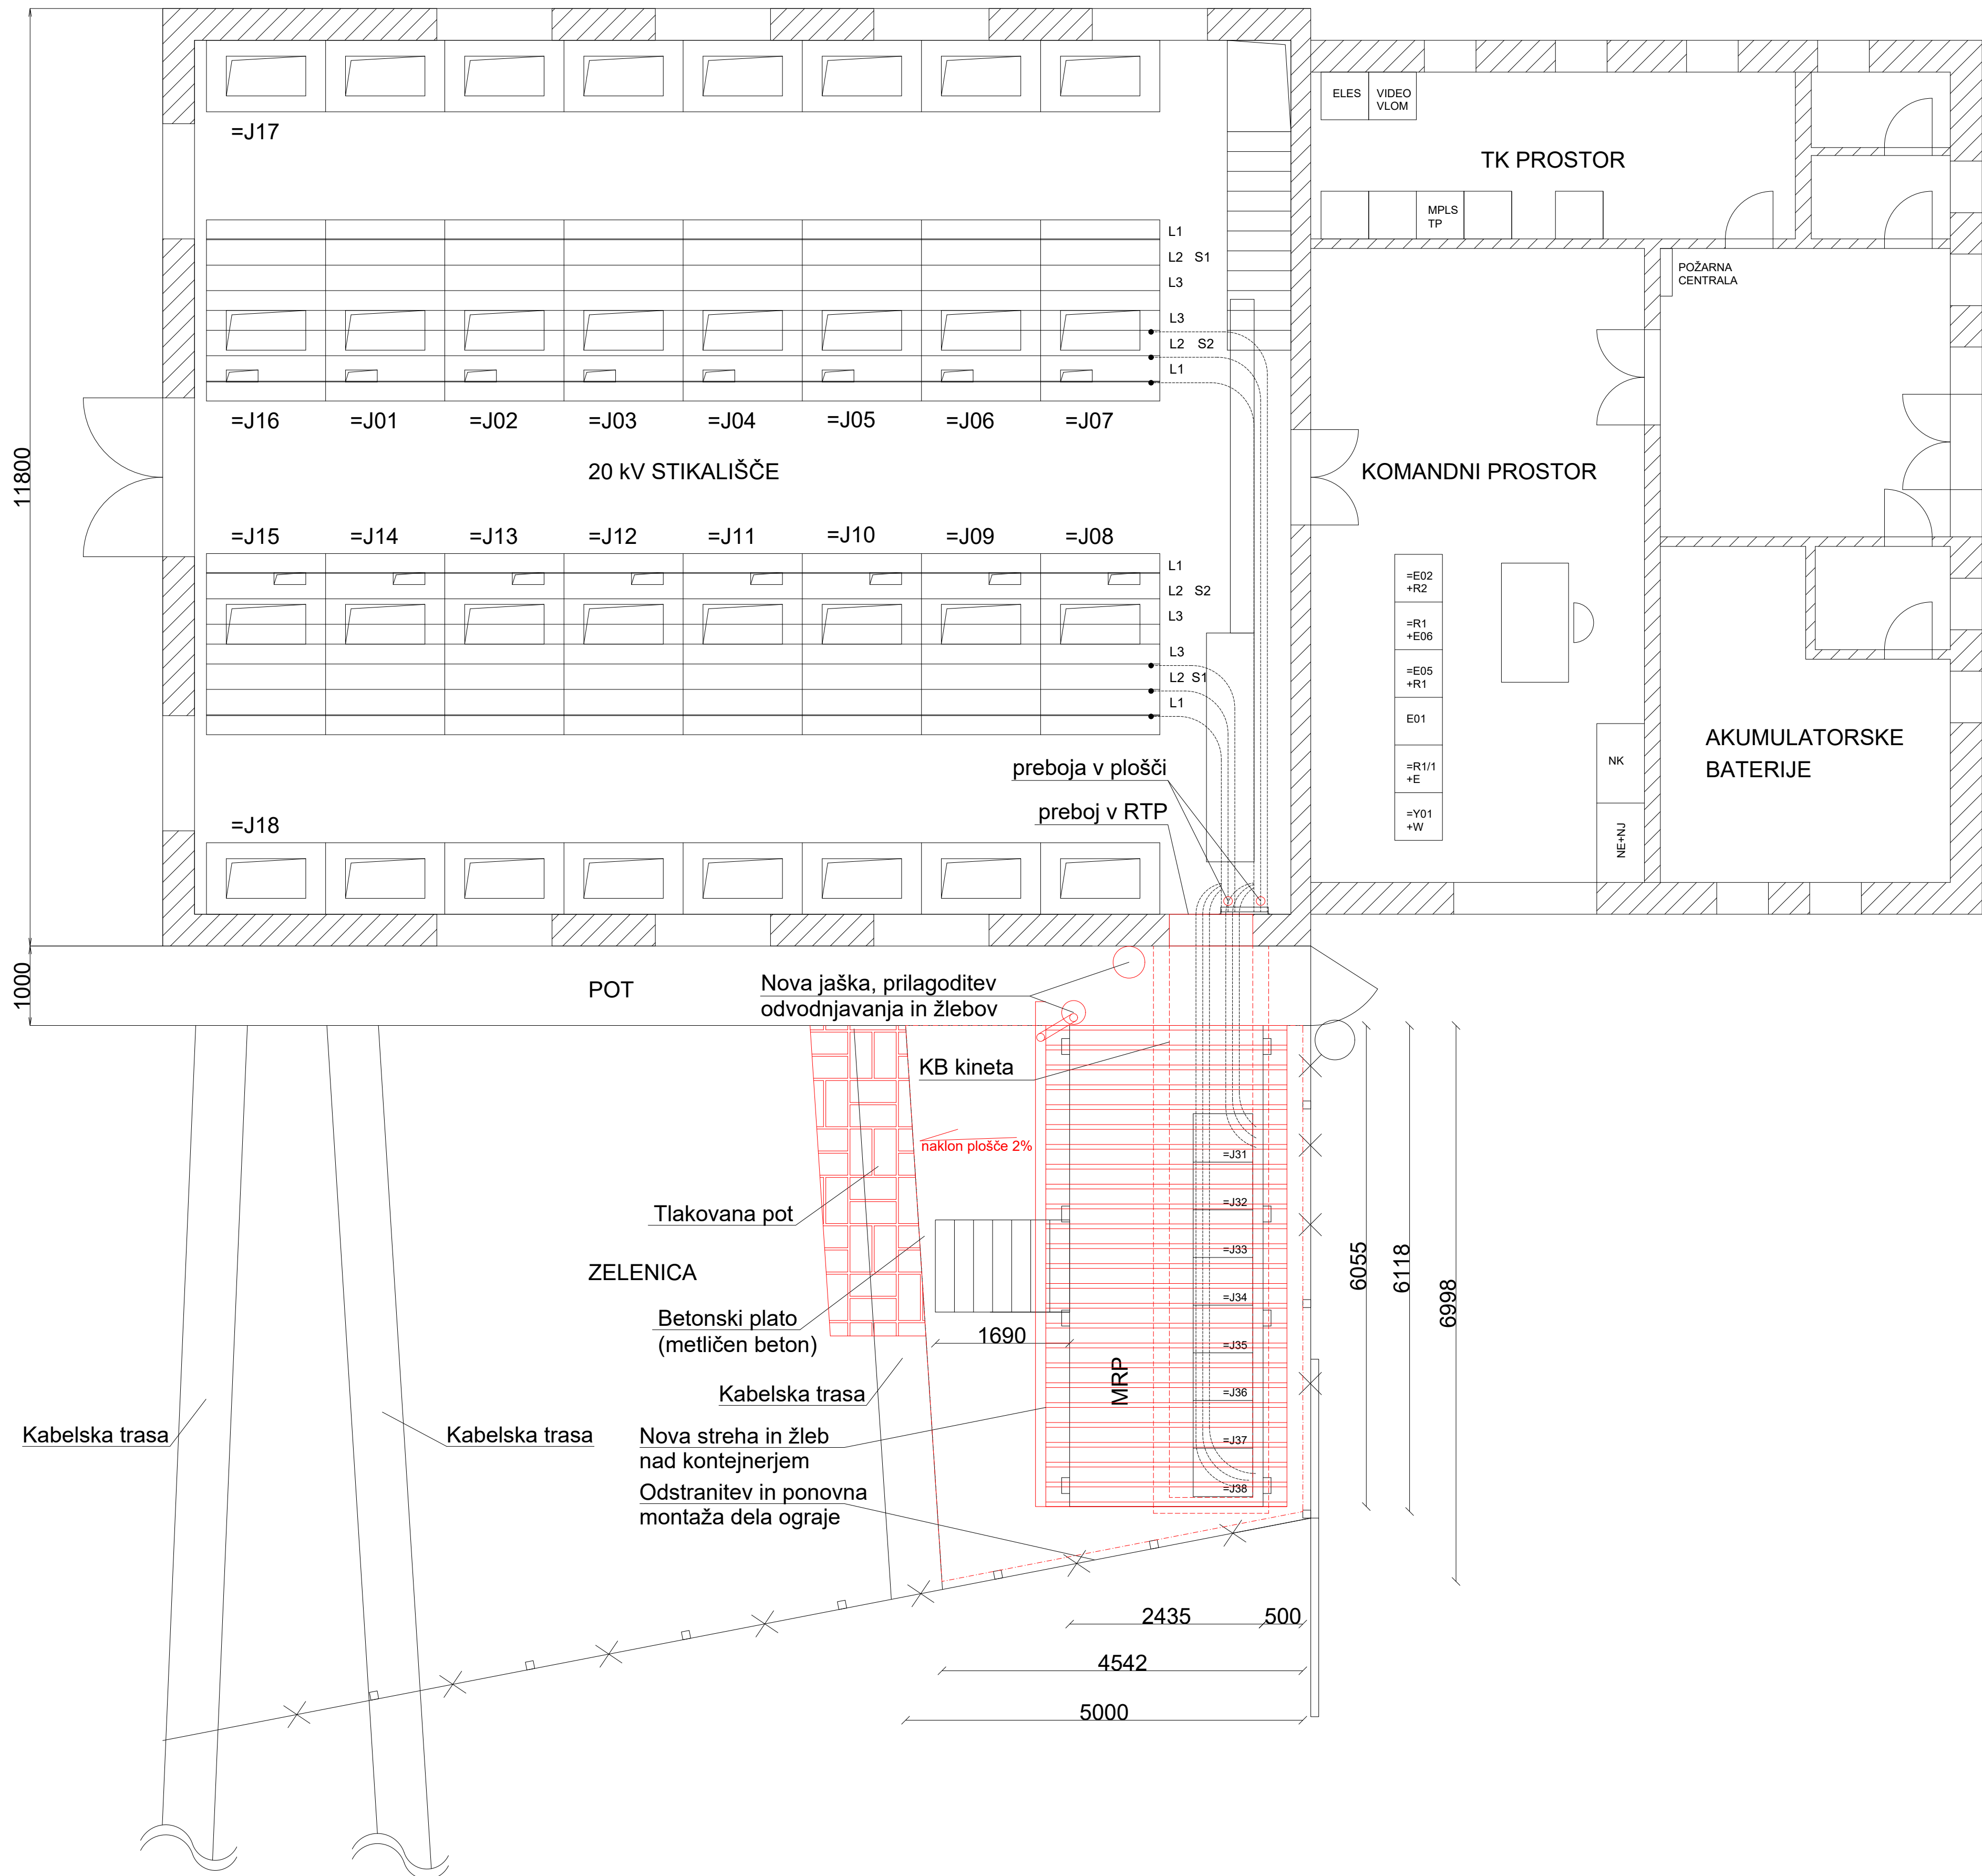 ELES
VIDEO
VLOM
=J17
TK PROSTOR
MPLS
TP
L1
L2 S1
L3
POŽARNA
CENTRALA
L3
L2 S2
L1
=J16
=J01
=J02
=J03
=J04
=J05
=J06
=J07
11800
20 kV STIKALIŠČE
KOMANDNI PROSTOR
=J15
=J14
=J13
=J12
=J11
=J10
=J09
=J08
L1
L2 S2
L3
=E02
+R2
=R1
+E06
L3
L2 S1
L1
=E05
+R1
E01
AKUMULATORSKE
BATERIJE
NK
preboja v plošči
=R1/1
+E
preboj v RTP
=J18
=Y01
+W
NE+NJ
1000
POT
Nova jaška, prilagoditev
odvodnjavanja in žlebov
KB kineta
naklon plošče 2%
=J31
=J32
Tlakovana pot
=J33
ZELENICA
6055
6118
6998
=J34
Betonski plato
(metličen beton)
1690
=J35
MRP
Kabelska trasa
=J36
Kabelska trasa
Kabelska trasa
Nova streha in žleb
nad kontejnerjem
=J37
Odstranitev in ponovna
montaža dela ograje
=J38
2435
500
4542
5000